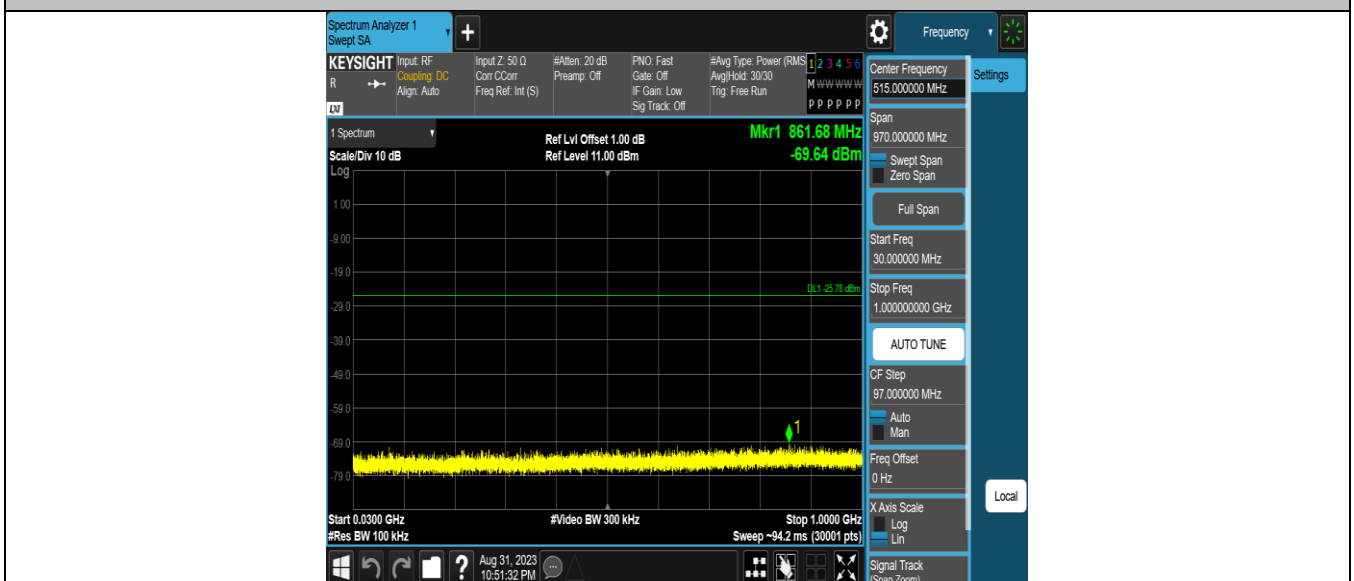 Spectrum Analyzer 1
Swept SA
+
Frequency
KEYSIGHT
R
LXI
Input: RF
Coupling: DC
Align: Auto
Input Z: 50 Ω
Corr CCorr
Freq Ref: Int (S)
#Atten: 20 dB
Preamp: Off
PNO: Fast
Gate: Off
IF Gain: Low
Sig Track: Off
#Avg Type: Power (RMS
Avg|Hold: 30/30
Trig: Free Run
1 2 3 4 5 6
M W W W W W
P P P P P P
Center Frequency
515.000000 MHz
Settings
Span
970.000000 MHz
Swept Span
Zero Span
Full Span
Start Freq
30.000000 MHz
Stop Freq
1.000000000 GHz
AUTO TUNE
CF Step
97.000000 MHz
Auto
Man
Freq Offset
0 Hz
X Axis Scale
Log
Lin
Signal Track
(Span Zoom)
Local
1 Spectrum
Scale/Div 10 dB
Log
Ref Lvl Offset 1.00 dB
Ref Level 11.00 dBm
Mkr1 861.68 MHz
-69.64 dBm
1.00
-9.00
-19.0
DL1 -25.78 dBm
-29.0
-39.0
-49.0
-59.0
1
-69.0
-79.0
Start 0.0300 GHz
#Video BW 300 kHz
Stop 1.0000 GHz
#Res BW 100 kHz
Sweep ~94.2 ms (30001 pts)
?
Aug 31, 2023
10:51:32 PM